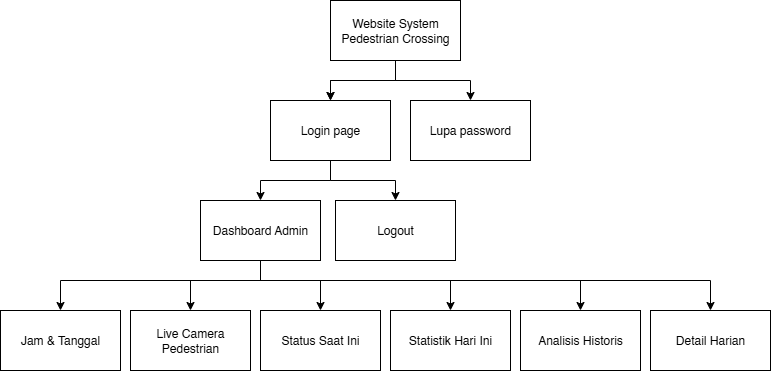 Website System
Pedestrian Crossing
Login page
Lupa password
Dashboard Admin
Logout
Jam & Tanggal
Live Camera
Pedestrian
Status Saat Ini
Statistik Hari Ini
Analisis Historis
Detail Harian